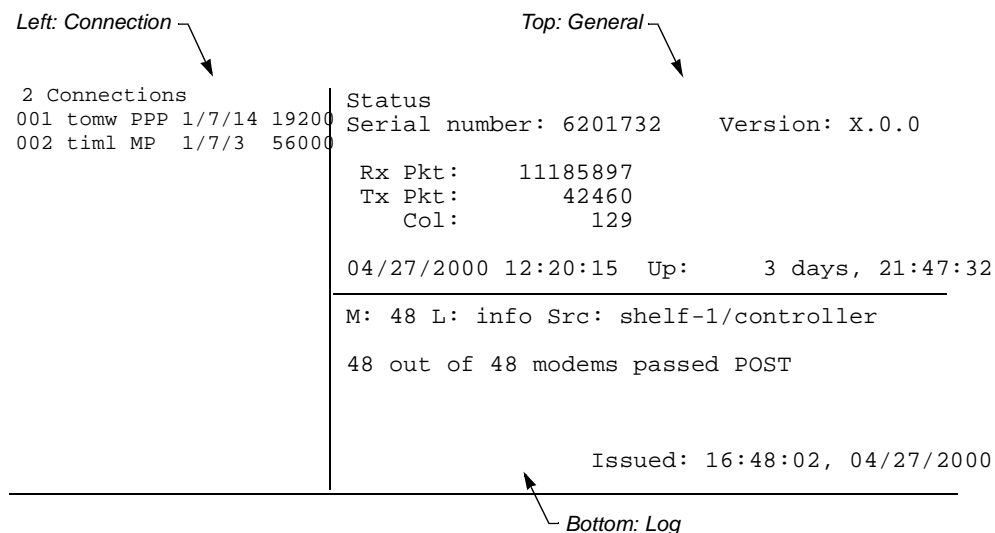 Left: Connection
Top: General
2 Connections
001 tomw PPP 1/7/14 19200
002 timl MP 1/7/3 56000
Status
Serial number: 6201732 Version: X.0.0
Rx Pkt: 11185897
Tx Pkt: 42460
Col: 129
04/27/2000 12:20:15 Up: 3 days, 21:47:32
M: 48 L: info Src: shelf-1/controller
48 out of 48 modems passed POST
Issued: 16:48:02, 04/27/2000
Bottom: Log